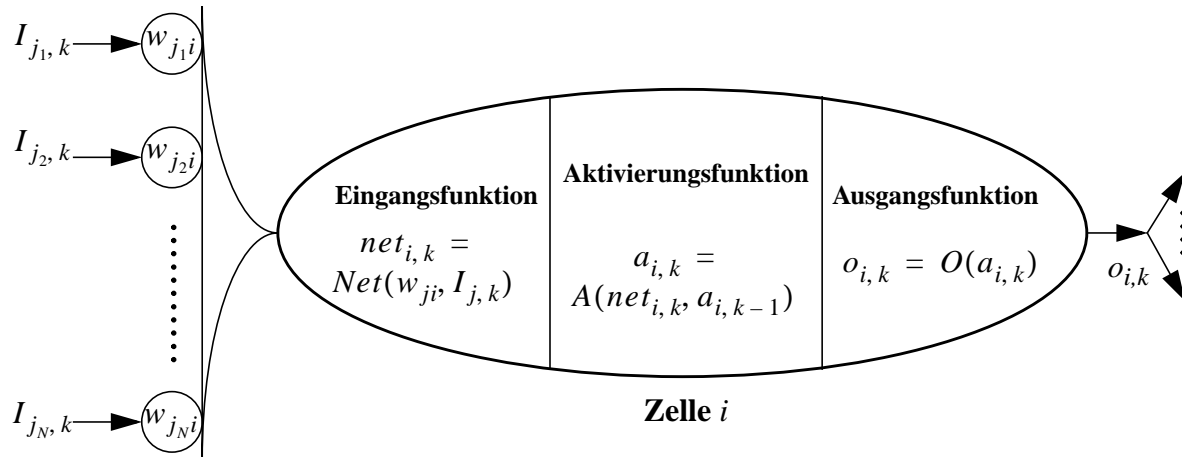 I_{j_1, k}
w_{j_1 i}
I_{j_2, k}
w_{j_2 i}
I_{j_N, k}
w_{j_N i}
Eingangsfunktion
net_{i, k} =
Net(w_{ji}, I_{j, k})
Aktivierungsfunktion
a_{i, k} =
A(net_{i, k}, a_{i, k – 1})
Ausgangsfunktion
o_{i, k} = O(a_{i, k})
o_{i,k}
Zelle i